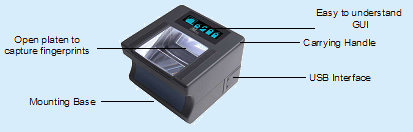 Easy to understand
GUI
Open platen to
capture fingerprints
Carrying Handle
USB Interface
Mounting Base